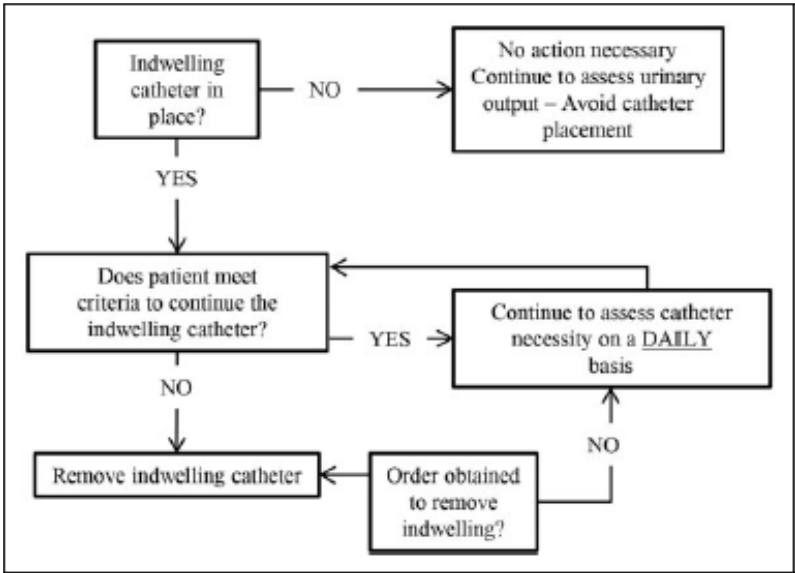 Indwelling
catheter in
place?
NO
No action necessary
Continue to assess urinary
output – Avoid catheter
placement
YES
Does patient meet
criteria to continue the
indwelling catheter?
YES
Continue to assess catheter
necessity on a DAILY
basis
NO
NO
Remove indwelling catheter
Order obtained
to remove
indwelling?